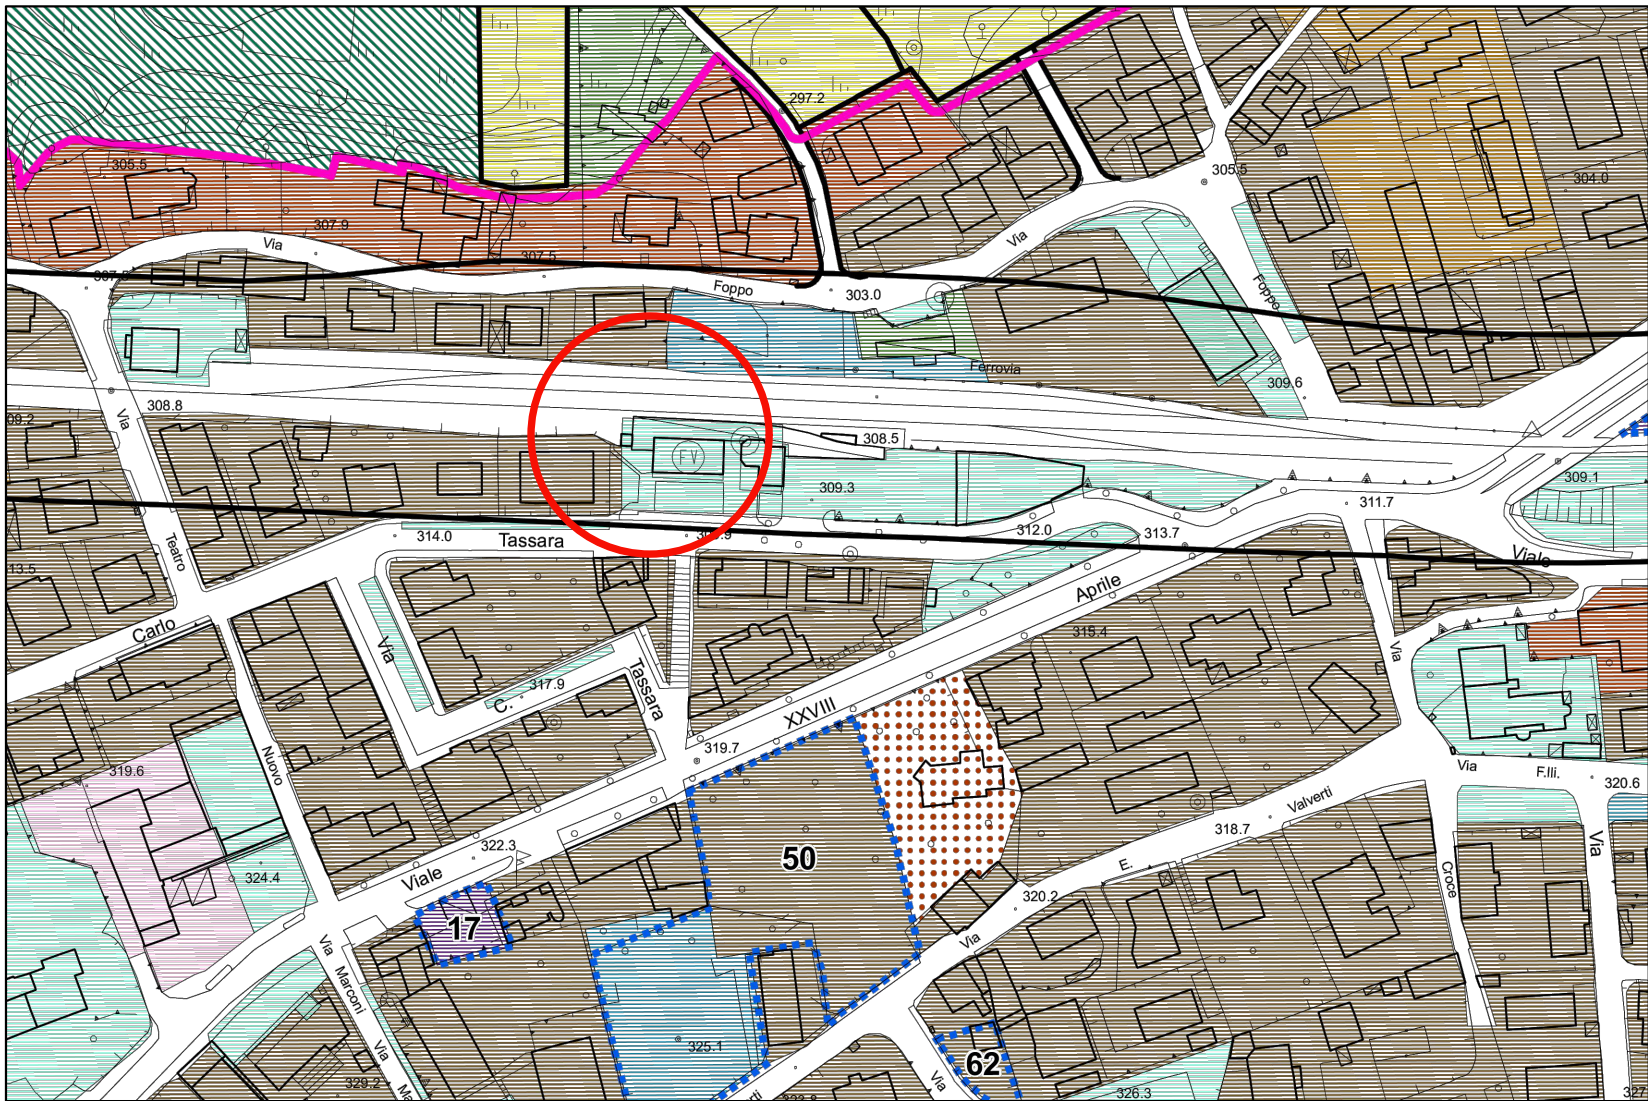 297.2
305.5
305.5
304.0
307.9
Via
307.5
Via
Foppo
303.0
Foppo
Ferrovia
309.6
308.8
Via
308.5
FV
309.3
309.1
311.7
314.0
Tassara
312.0
313.7
Viale
Teatro
Aprile
Carlo
315.4
Via
Via
317.9
C.
Tassara
XXVIII
319.7
Nuovo
319.6
Via
F.lli.
320.6
Valverti
318.7
Via
322.3
50
E.
324.4
Viale
Croce
320.2
17
Via
Via
Marconi
325.1
Via
62
Via
329.2
326.3